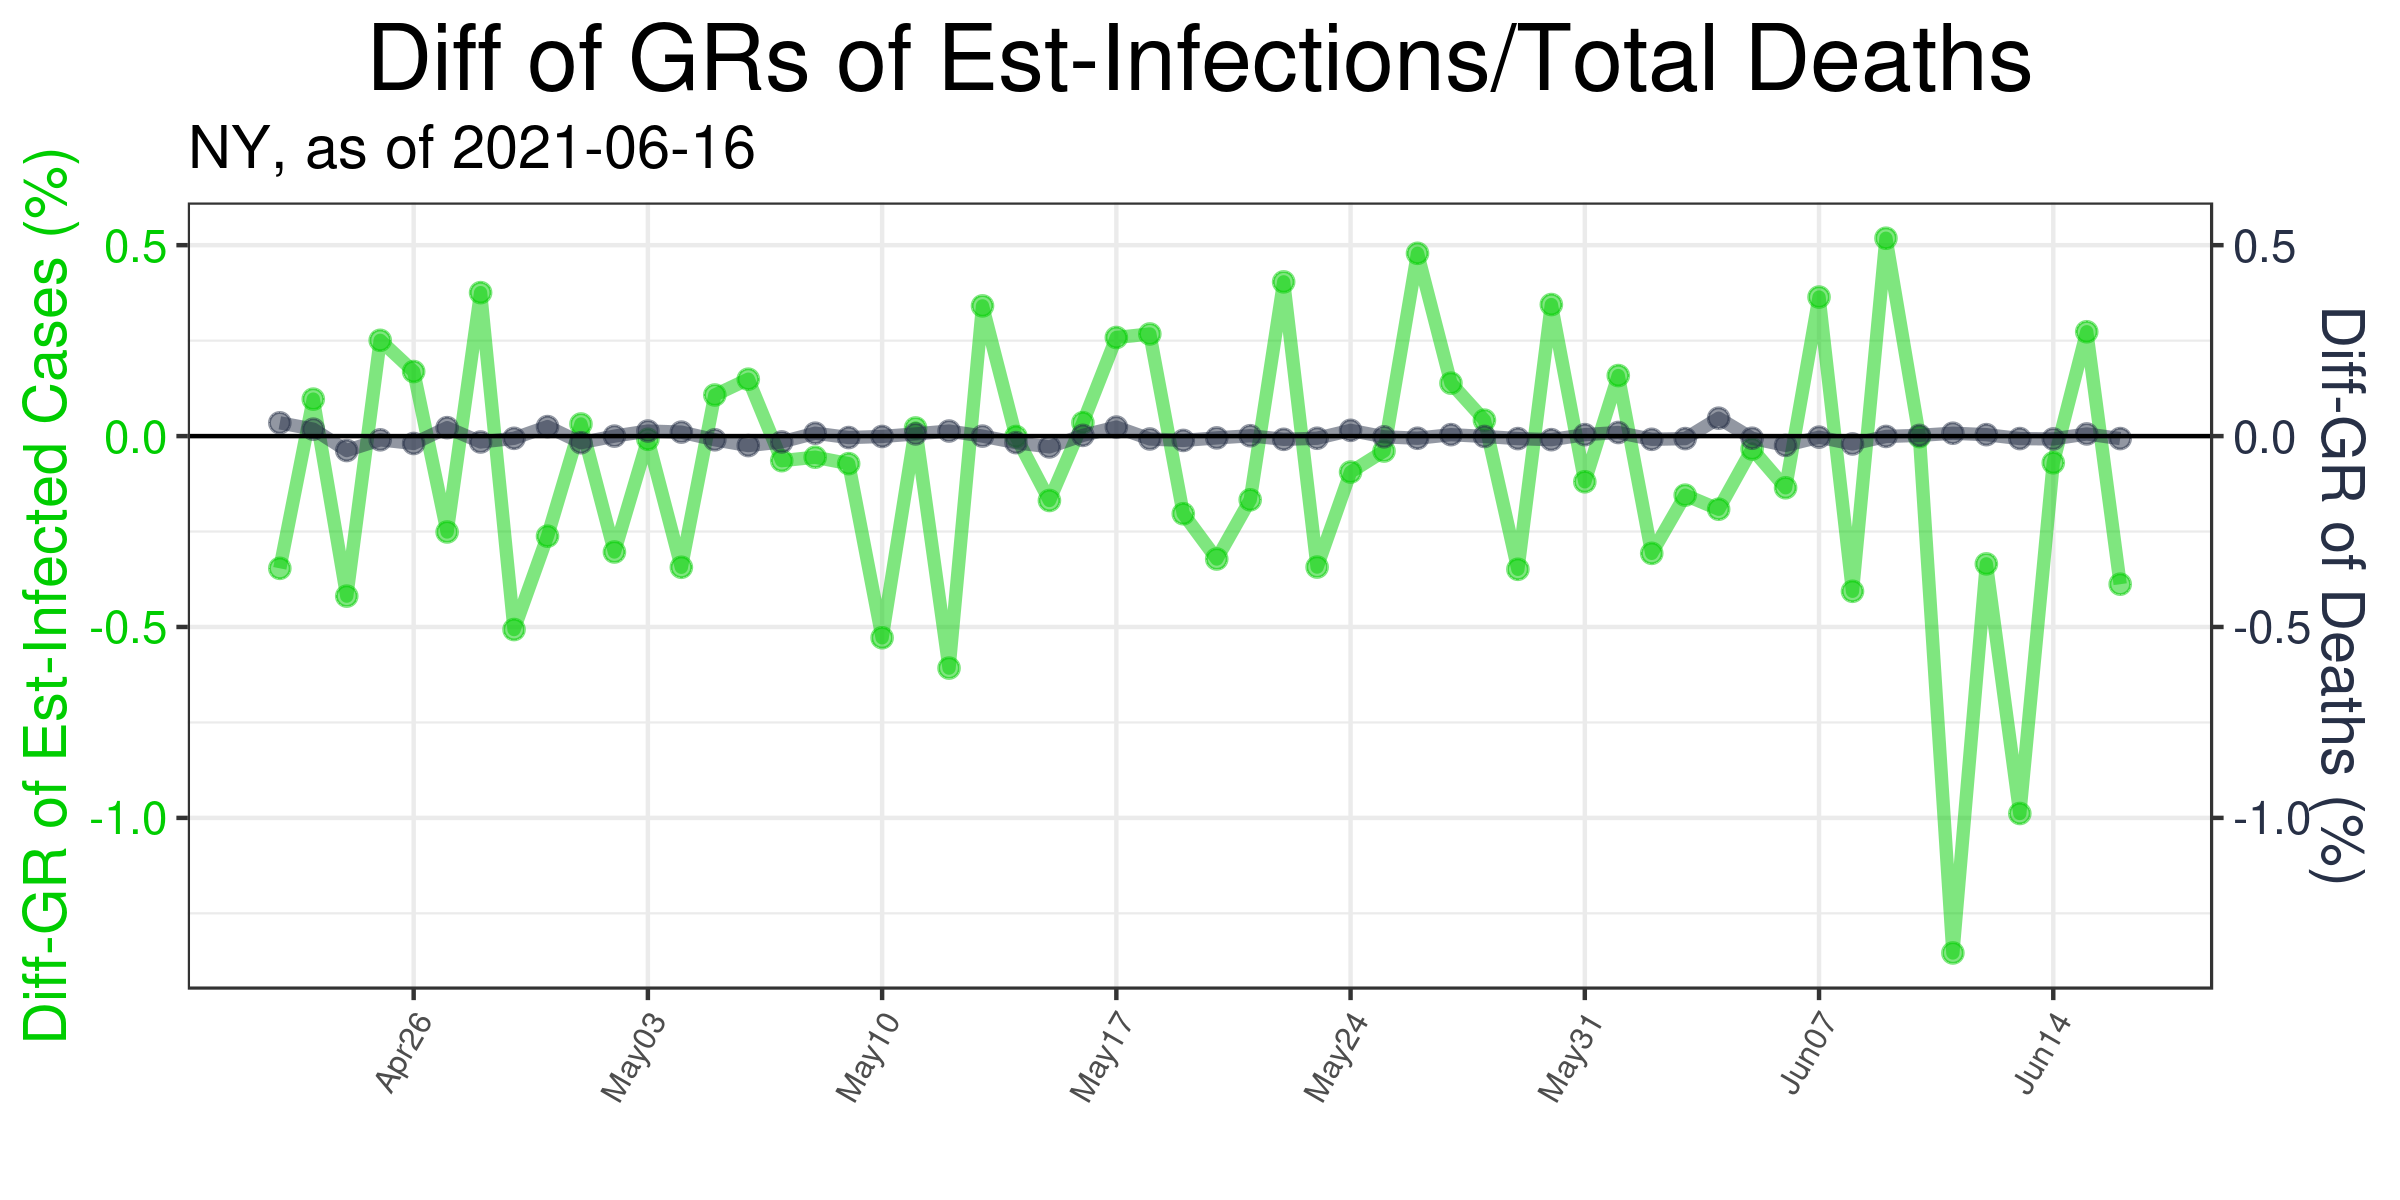 Diff of GRs of Est-Infections/Total Deaths
NY, as of 2021-06-16
Diff-GR of Est-Infected Cases (%)
0.5
0.0
-0.5
-1.0
0.5
0.0
-0.5
-1.0
Diff-GR of Deaths (%)
Apr26
May03
May10
May17
May24
May31
Jun07
Jun14